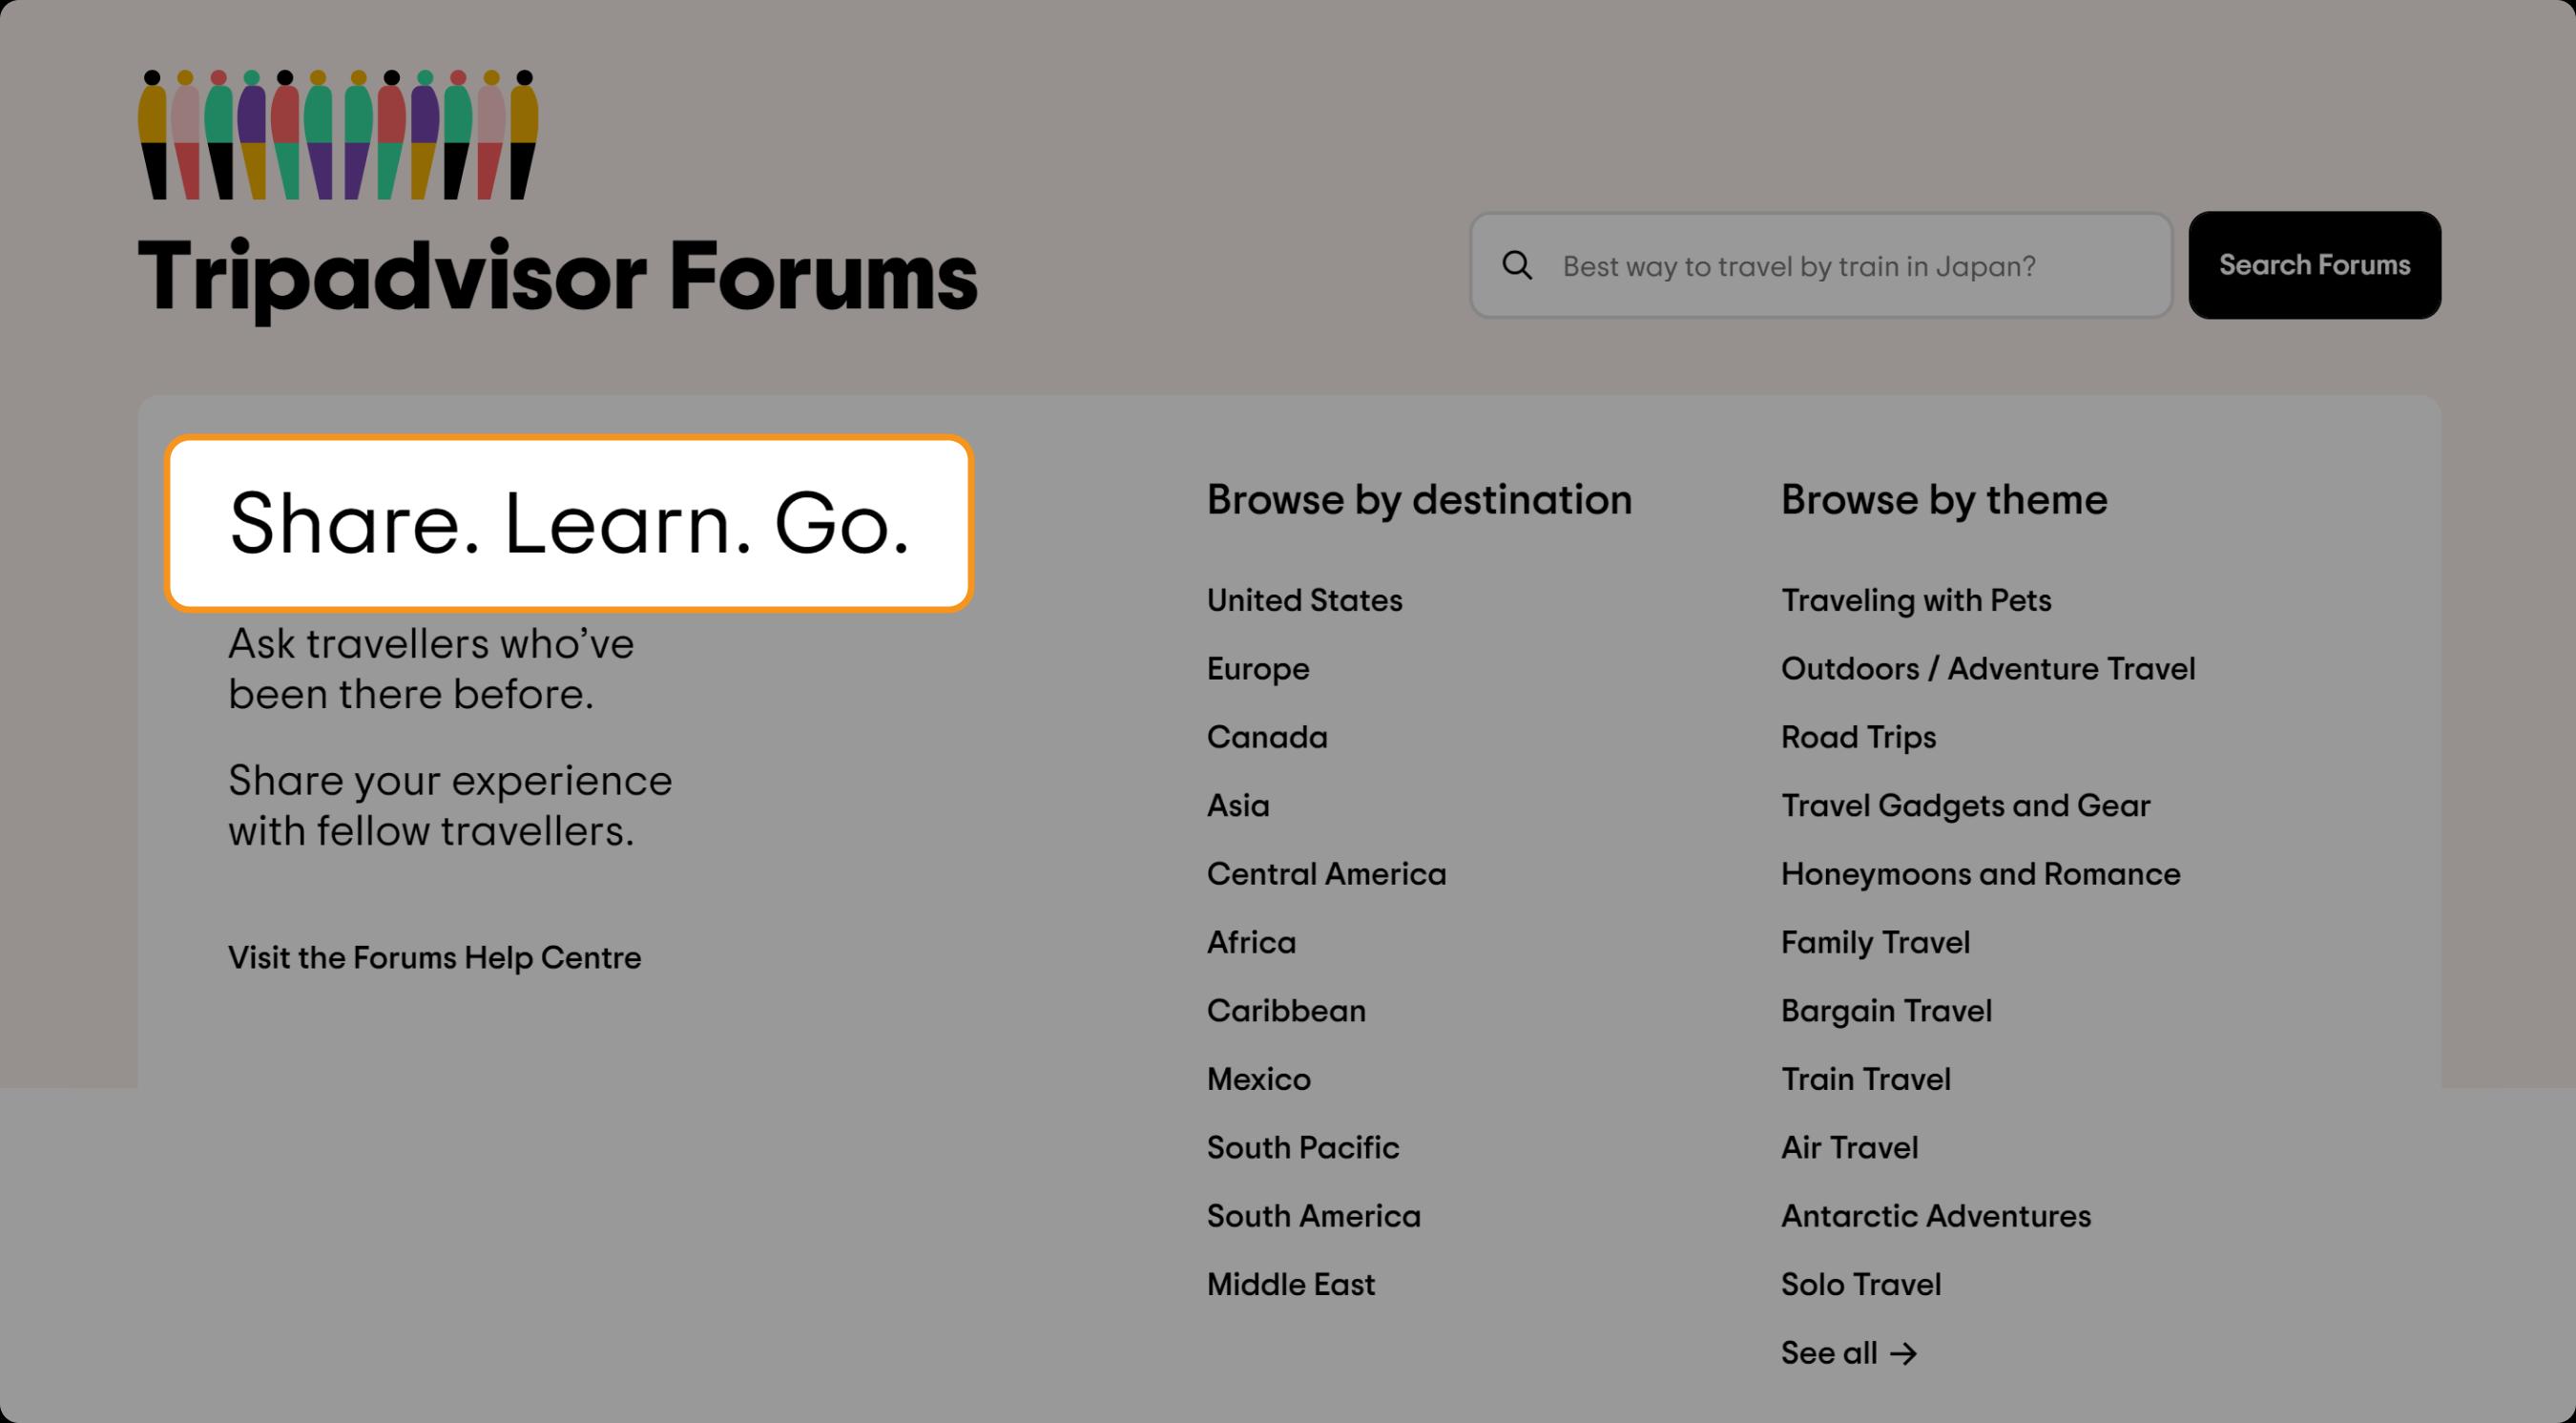 Tripadvisor Forums
Best way to travel by train in Japan?
Search Forums
Share. Learn. Go.
Ask travellers who’ve
been there before.
Share your experience
with fellow travellers.
Visit the Forums Help Centre
Browse by destination
United States
Europe
Canada
Asia
Central America
Africa
Caribbean
Mexico
South Pacific
South America
Middle East
Browse by theme
Traveling with Pets
Outdoors / Adventure Travel
Road Trips
Travel Gadgets and Gear
Honeymoons and Romance
Family Travel
Bargain Travel
Train Travel
Air Travel
Antarctic Adventures
Solo Travel
See all →